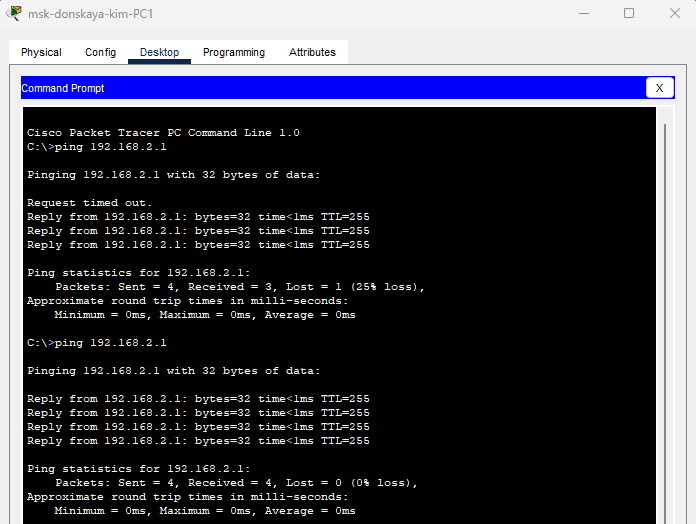 msk-donskaya-kim-PC1
Physical Config Desktop Programming Attributes
Command Prompt X
Cisco Packet Tracer PC Command Line 1.0
C:\>ping 192.168.2.1
Pinging 192.168.2.1 with 32 bytes of data:
Request timed out.
Reply from 192.168.2.1: bytes=32 time<1ms TTL=255
Reply from 192.168.2.1: bytes=32 time<1ms TTL=255
Reply from 192.168.2.1: bytes=32 time<1ms TTL=255
Ping statistics for 192.168.2.1:
Packets: Sent = 4, Received = 3, Lost = 1 (25% loss),
Approximate round trip times in milli-seconds:
Minimum = 0ms, Maximum = 0ms, Average = 0ms
C:\>ping 192.168.2.1
Pinging 192.168.2.1 with 32 bytes of data:
Reply from 192.168.2.1: bytes=32 time<1ms TTL=255
Reply from 192.168.2.1: bytes=32 time<1ms TTL=255
Reply from 192.168.2.1: bytes=32 time<1ms TTL=255
Reply from 192.168.2.1: bytes=32 time<1ms TTL=255
Ping statistics for 192.168.2.1:
Packets: Sent = 4, Received = 4, Lost = 0 (0% loss),
Approximate round trip times in milli-seconds:
Minimum = 0ms, Maximum = 0ms, Average = 0ms